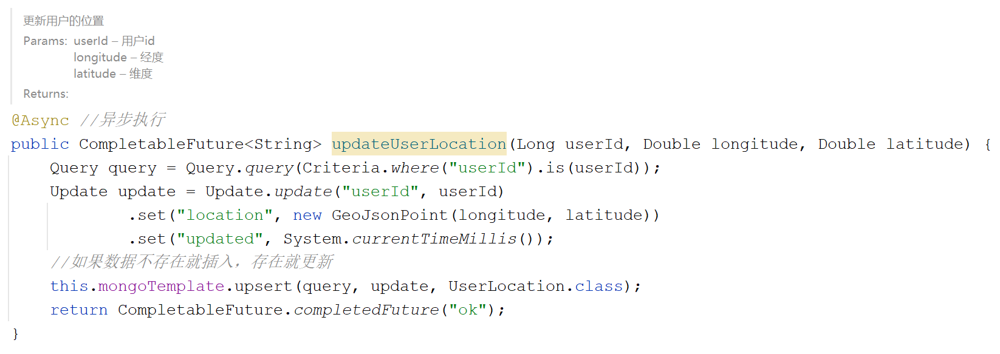 更新用户的位置
Params: userId – 用户id
longitude – 经度
latitude – 维度
Returns:
@Async //异步执行
public CompletableFuture<String> updateUserLocation(Long userId, Double longitude, Double latitude) {
    Query query = Query.query(Criteria.where("userId").is(userId));
    Update update = Update.update("userId", userId)
            .set("location", new GeoJsonPoint(longitude, latitude))
            .set("updated", System.currentTimeMillis());
    //如果数据不存在就插入，存在就更新
    this.mongoTemplate.upsert(query, update, UserLocation.class);
    return CompletableFuture.completedFuture("ok");
}